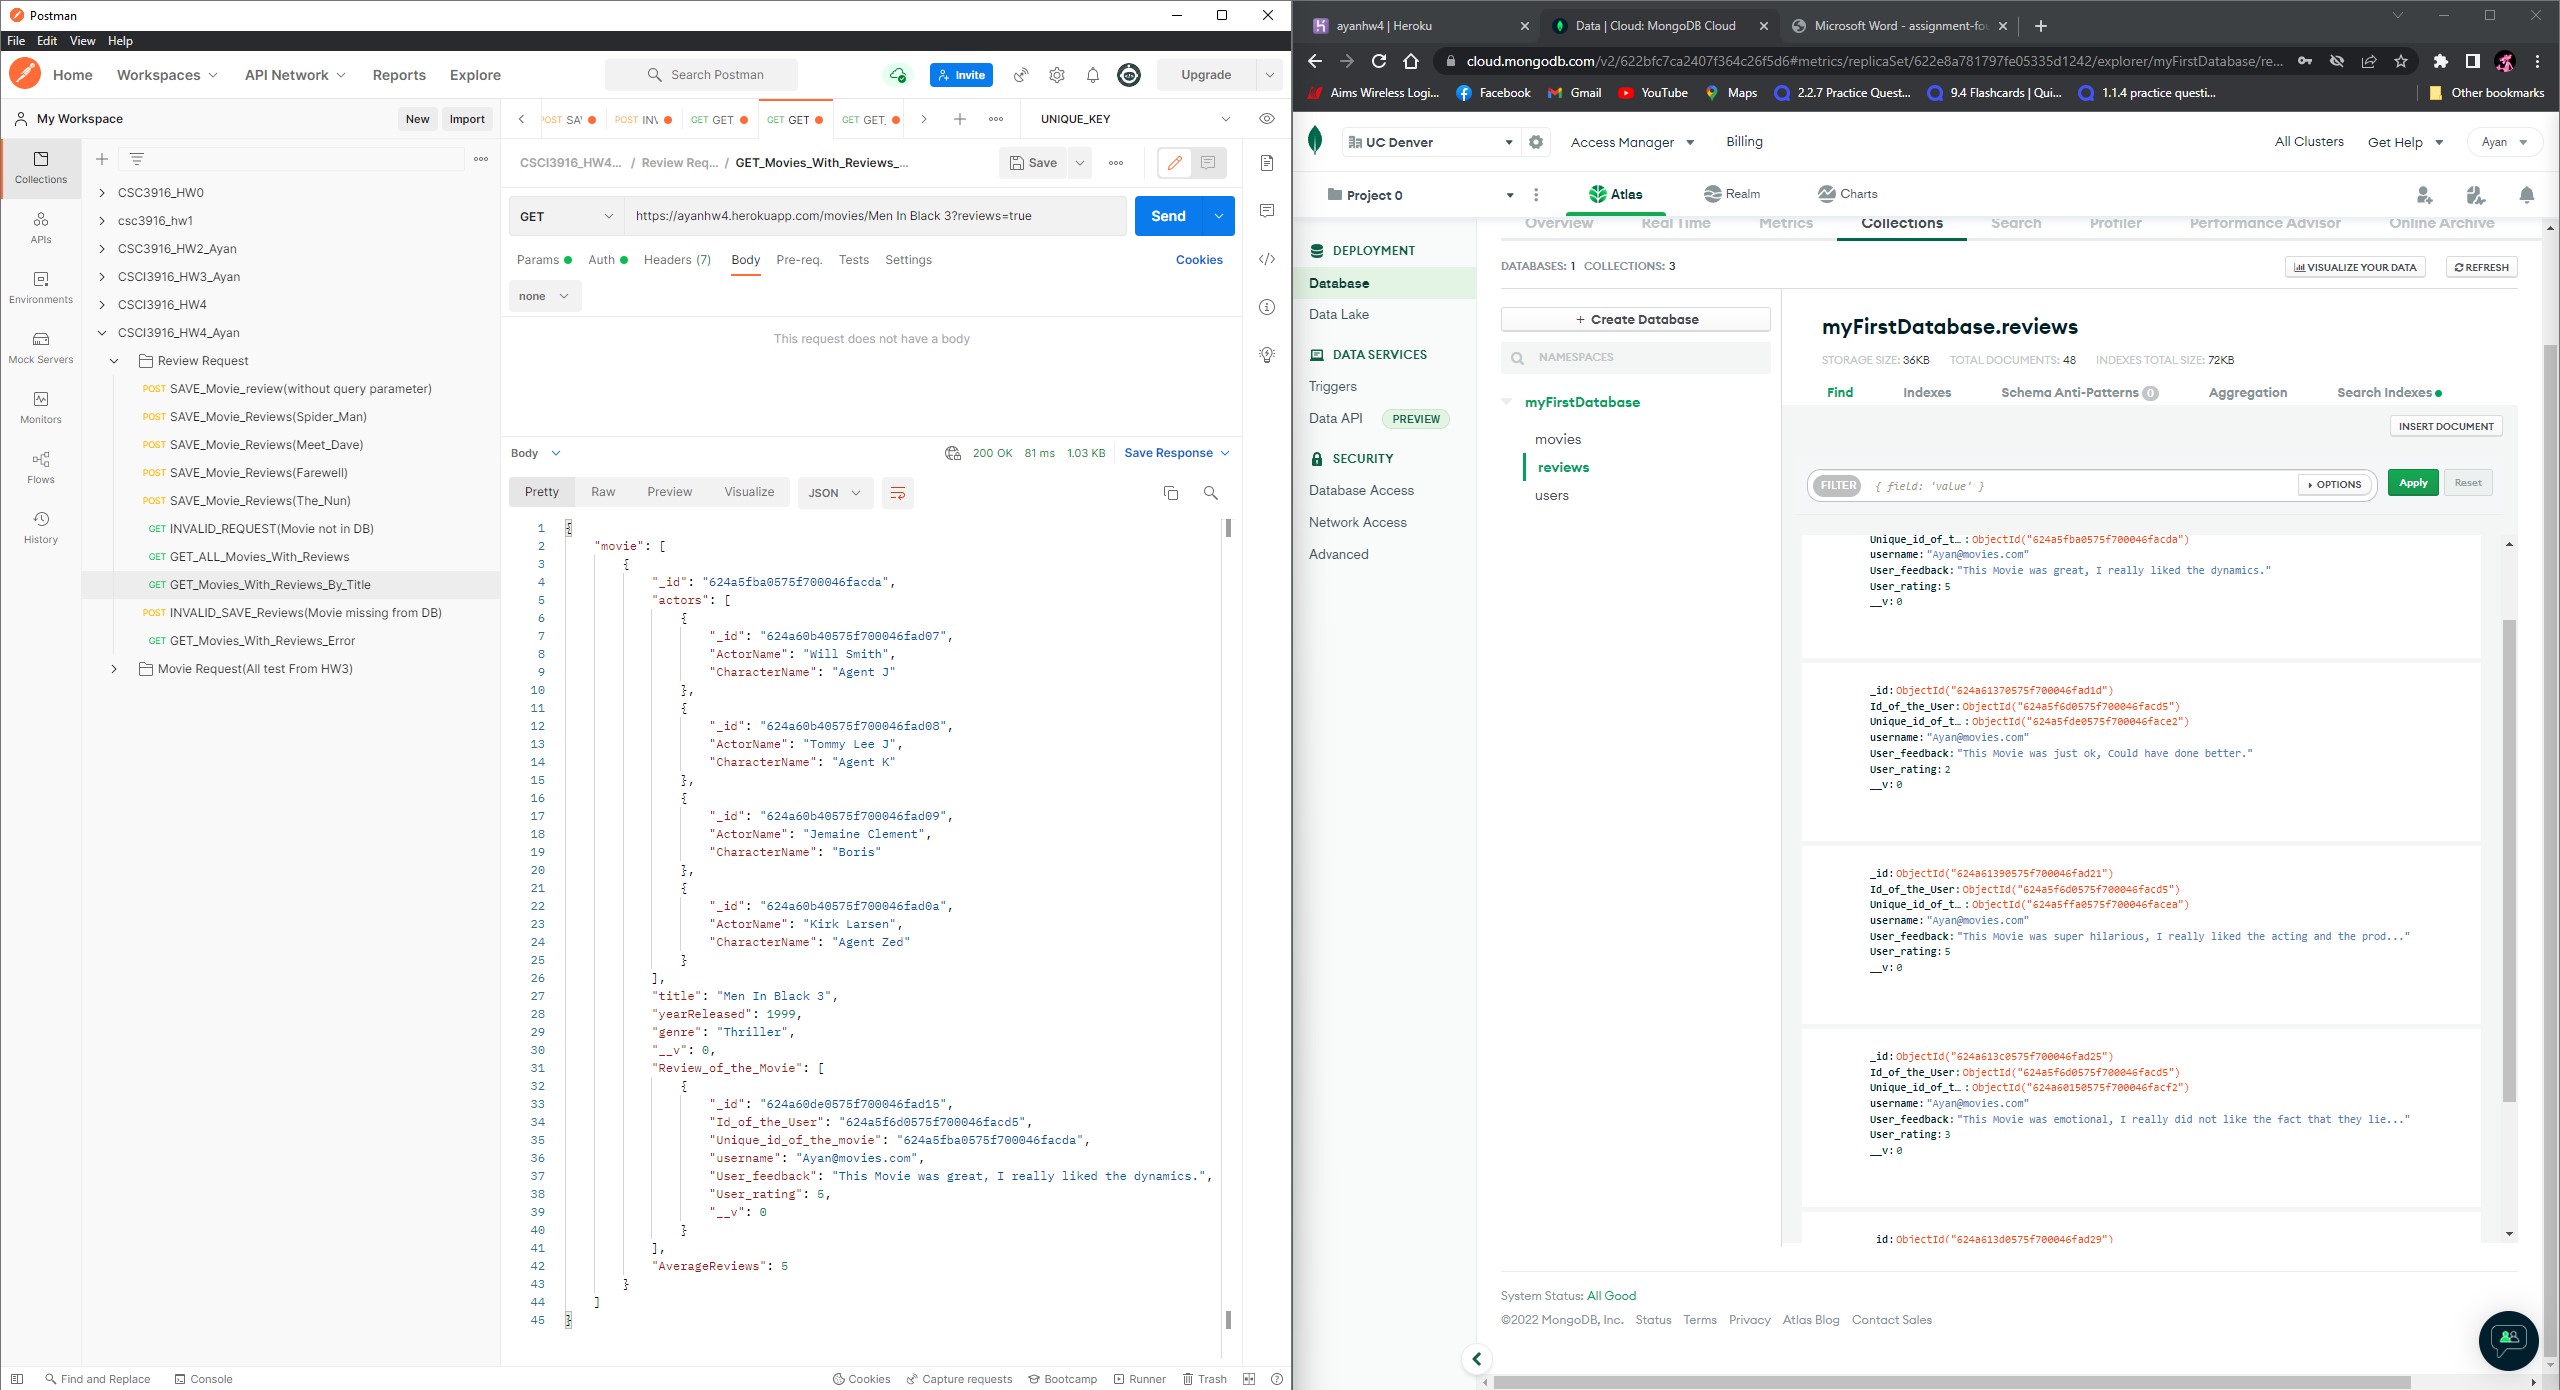 Postman
File Edit View Help
Home Workspaces API Network Reports Explore
Search Postman
Invite
Upgrade
My Workspace
New Import
POST SA
POST IN
GET GET
GET GET
GET GET
UNIQUE_KEY
Collections
APIs
Environments
Mock Servers
Monitors
Flows
History
CSC3916_HW0
csc3916_hw1
CSC3916_HW2_Ayan
CSCI3916_HW3_Ayan
CSCI3916_HW4
CSCI3916_HW4_Ayan
Review Request
POST SAVE_Movie_review(without query parameter)
POST SAVE_Movie_Reviews(Spider_Man)
POST SAVE_Movie_Reviews(Meet_Dave)
POST SAVE_Movie_Reviews(Farewell)
POST SAVE_Movie_Reviews(The_Nun)
GET INVALID_REQUEST(Movie not in DB)
GET GET_ALL_Movies_With_Reviews
GET GET_Movies_With_Reviews_By_Title
POST INVALID_SAVE_Reviews(Movie missing from DB)
GET GET_Movies_With_Reviews_Error
Movie Request(All test From HW3)
CSCI3916_HW4... / Review Req... / GET_Movies_With_Reviews_...
Save
GET https://ayanhw4.herokuapp.com/movies/Men In Black 3?reviews=true
Send
Params Auth Headers (7) Body Pre-req. Tests Settings
Cookies
none
This request does not have a body
Body
200 OK 81 ms 1.03 KB Save Response
Pretty Raw Preview Visualize JSON
1 {
2 "movie": [
3 {
4 "_id": "624a5fba0575f700046facda",
5 "actors": [
6 {
7 "_id": "624a60b40575f700046fad07",
8 "ActorName": "Will Smith",
9 "CharacterName": "Agent J"
10 },
11 {
12 "_id": "624a60b40575f700046fad08",
13 "ActorName": "Tommy Lee J",
14 "CharacterName": "Agent K"
15 },
16 {
17 "_id": "624a60b40575f700046fad09",
18 "ActorName": "Jemaine Clement",
19 "CharacterName": "Boris"
20 },
21 {
22 "_id": "624a60b40575f700046fad0a",
23 "ActorName": "Kirk Larsen",
24 "CharacterName": "Agent Zed"
25 }
26 ],
27 "title": "Men In Black 3",
28 "yearReleased": 1999,
29 "genre": "Thriller",
30 "__v": 0,
31 "Review_of_the_Movie": [
32 {
33 "_id": "624a60de0575f700046fad15",
34 "Id_of_the_User": "624a5f6d0575f700046facd5",
35 "Unique_id_of_the_movie": "624a5fba0575f700046facda",
36 "username": "Ayan@movies.com",
37 "User_feedback": "This Movie was great, I really liked the dynamics.",
38 "User_rating": 5,
39 "__v": 0
40 }
41 ],
42 "AverageReviews": 5
43 }
44 ]
45 }
Find and Replace Console
Cookies Capture requests Bootcamp Runner Trash
ayanhw4 | Heroku
Data | Cloud: MongoDB Cloud
Microsoft Word - assignment-fou
cloud.mongodb.com/v2/622bfc7ca2407f364c26f5d6#metrics/replicaSet/622e8a781797fe05335d1242/explorer/myFirstDatabase/re...
Aims Wireless Logi... Facebook Gmail YouTube Maps 2.2.7 Practice Quest... 9.4 Flashcards | Qui... 1.1.4 practice questi... Other bookmarks
UC Denver
Access Manager Billing
All Clusters Get Help Ayan
Project 0
Atlas Realm Charts
Overview Real Time Metrics Collections Search Profiler Performance Advisor Online Archive
DEPLOYMENT
Database
Data Lake
DATA SERVICES
Triggers
Data API PREVIEW
SECURITY
Database Access
Network Access
Advanced
DATABASES: 1 COLLECTIONS: 3
VISUALIZE YOUR DATA REFRESH
+ Create Database
NAMESPACES
myFirstDatabase
movies
reviews
users
myFirstDatabase.reviews
STORAGE SIZE: 36KB TOTAL DOCUMENTS: 48 INDEXES TOTAL SIZE: 72KB
Find Indexes Schema Anti-Patterns 0 Aggregation Search Indexes
INSERT DOCUMENT
FILTER { field: 'value' } OPTIONS Apply Reset
Unique_id_of_t… : ObjectId("624a5fba0575f700046facda")
username: "Ayan@movies.com"
User_feedback: "This Movie was great, I really liked the dynamics."
User_rating: 5
__v: 0
_id: ObjectId("624a61370575f700046fad1d")
Id_of_the_User: ObjectId("624a5f6d0575f700046facd5")
Unique_id_of_t… : ObjectId("624a5fde0575f700046face2")
username: "Ayan@movies.com"
User_feedback: "This Movie was just ok, Could have done better."
User_rating: 2
__v: 0
_id: ObjectId("624a61390575f700046fad21")
Id_of_the_User: ObjectId("624a5f6d0575f700046facd5")
Unique_id_of_t… : ObjectId("624a5ffa0575f700046facea")
username: "Ayan@movies.com"
User_feedback: "This Movie was super hilarious, I really liked the acting and the prod..."
User_rating: 5
__v: 0
_id: ObjectId("624a613c0575f700046fad25")
Id_of_the_User: ObjectId("624a5f6d0575f700046facd5")
Unique_id_of_t… : ObjectId("624a60150575f700046facf2")
username: "Ayan@movies.com"
User_feedback: "This Movie was emotional, I really did not like the fact that they lie..."
User_rating: 3
__v: 0
_id: ObjectId("624a613d0575f700046fad29")
System Status: All Good
©2022 MongoDB, Inc. Status Terms Privacy Atlas Blog Contact Sales